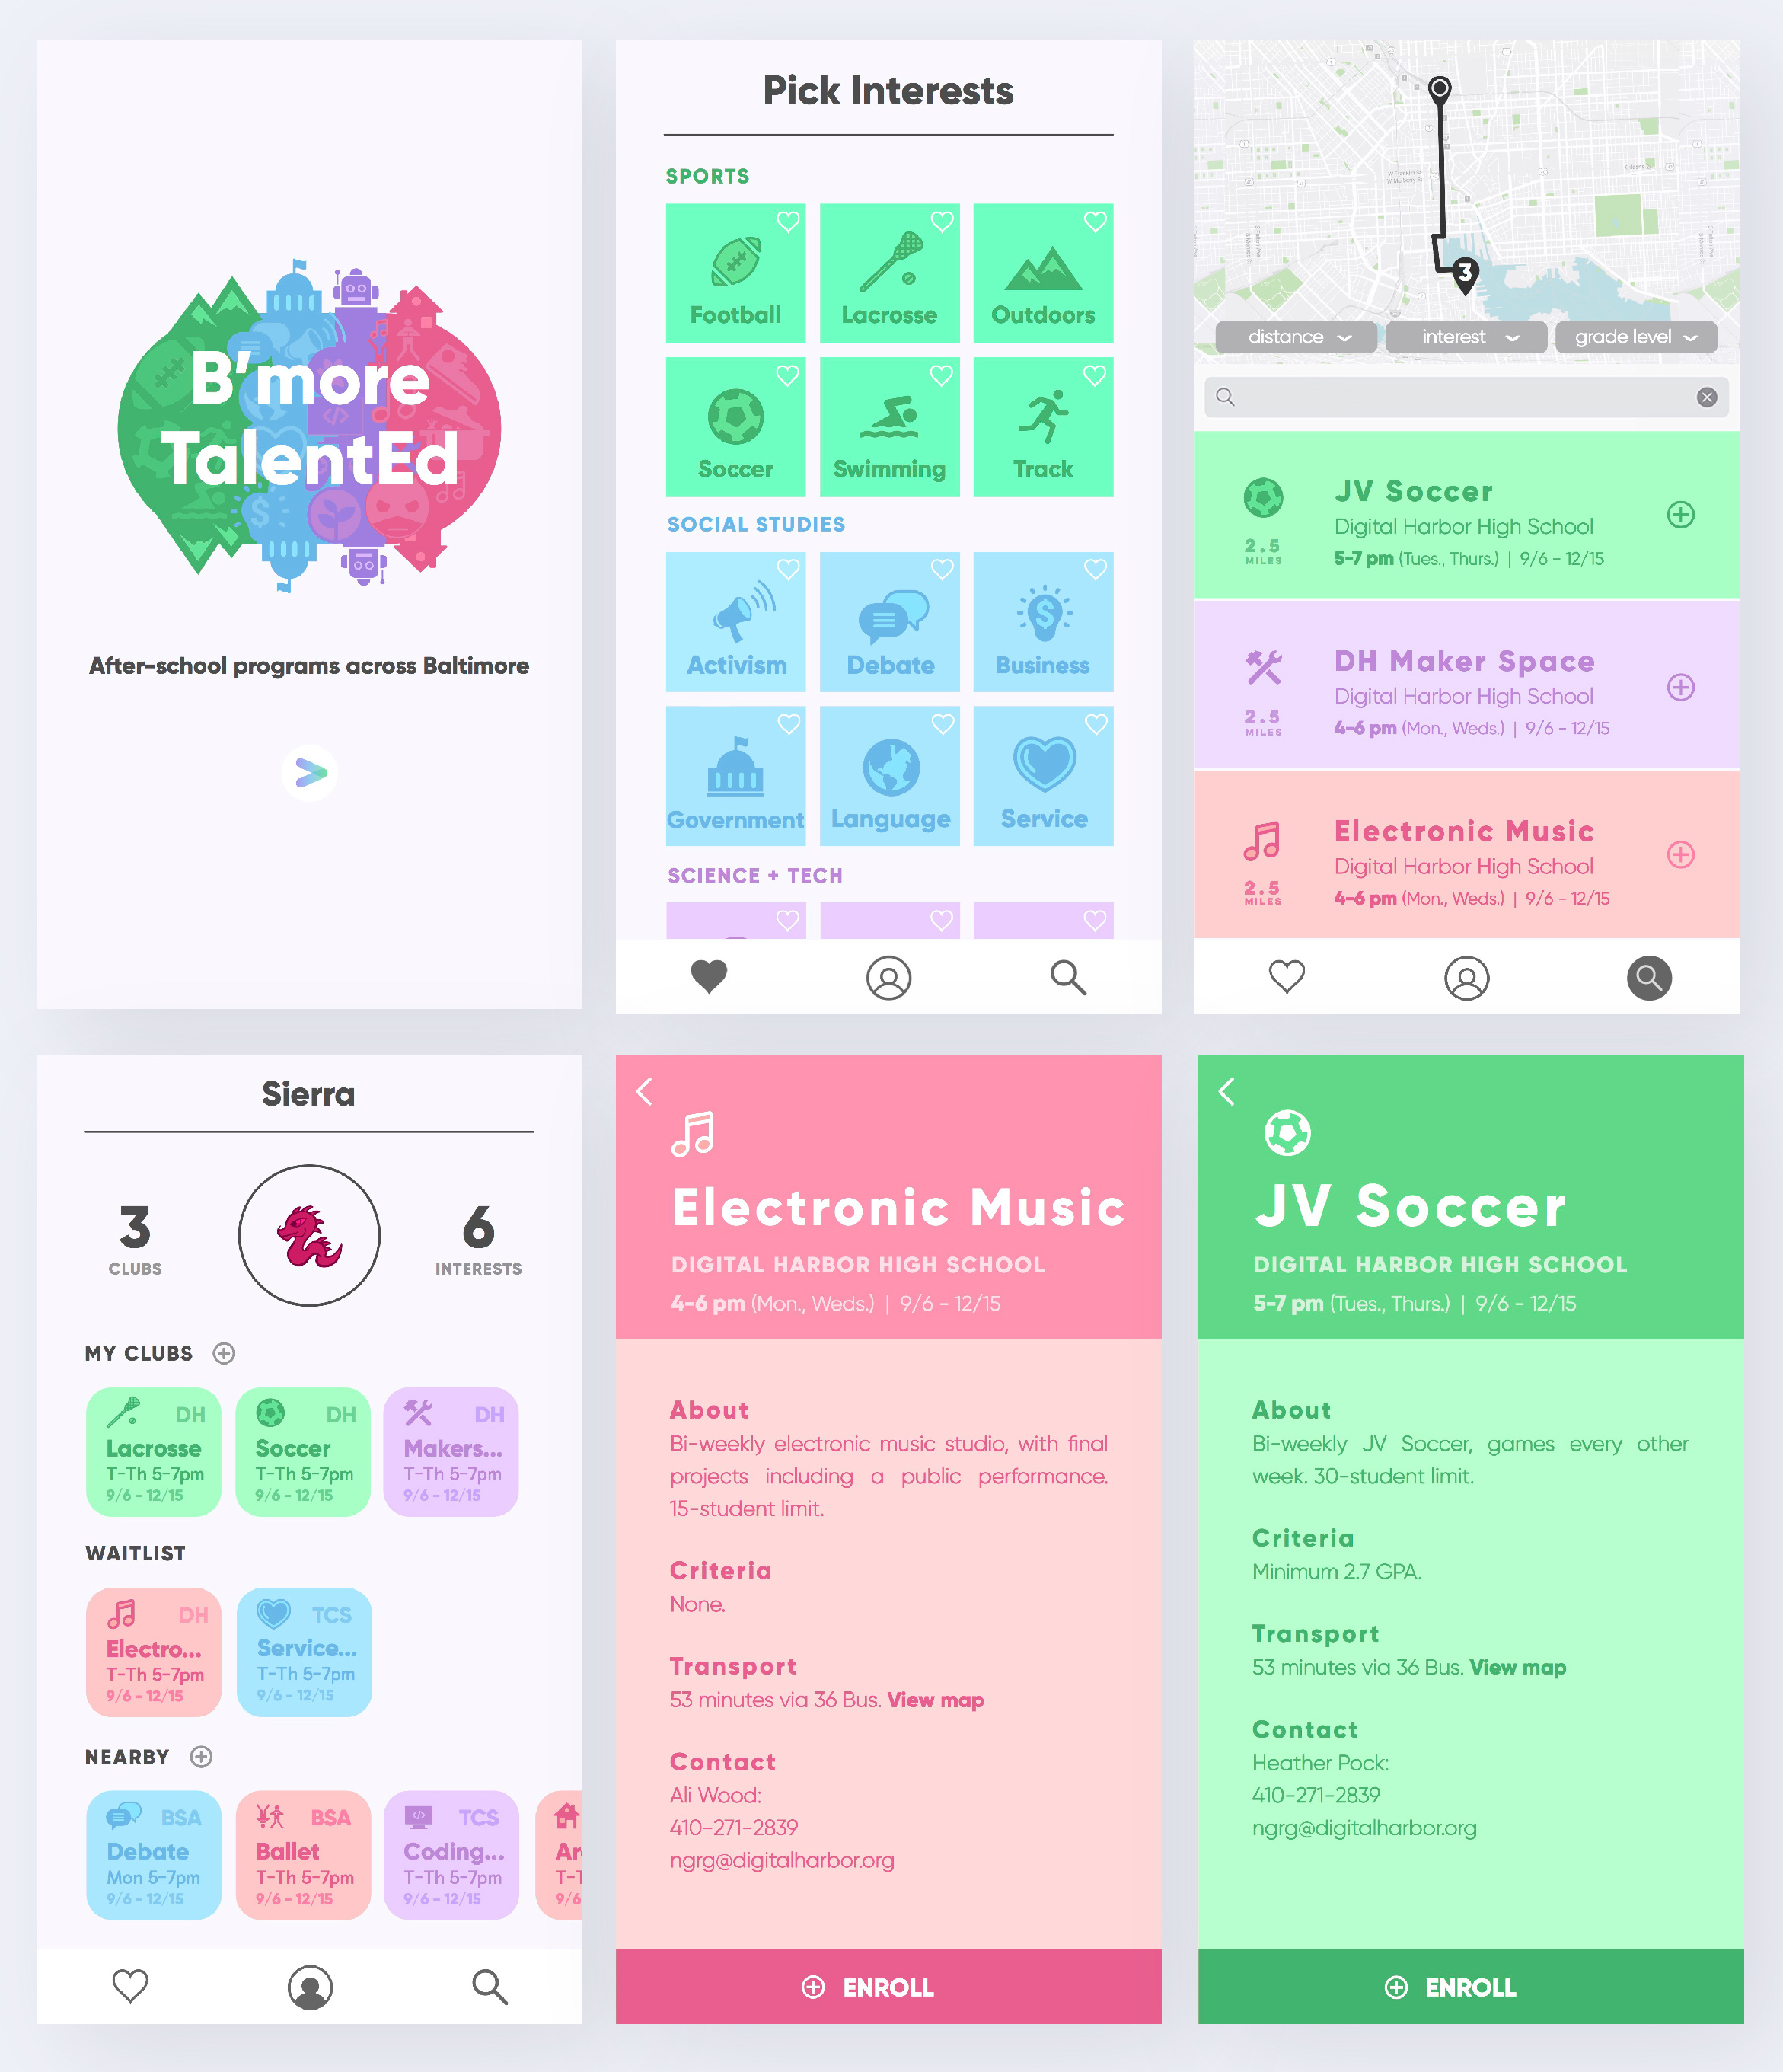 B'more
TalentEd
After-school programs across Baltimore
Pick Interests
SPORTS
Football
Lacrosse
Outdoors
Soccer
Swimming
Track
SOCIAL STUDIES
Activism
Debate
Business
Government
Language
Service
SCIENCE + TECH
3
distance
interest
grade level
JV Soccer
Digital Harbor High School
2.5
MILES
5-7 pm (Tues., Thurs.) | 9/6 - 12/15
DH Maker Space
Digital Harbor High School
2.5
MILES
4-6 pm (Mon., Weds.) | 9/6 - 12/15
Electronic Music
Digital Harbor High School
2.5
MILES
4-6 pm (Mon., Weds.) | 9/6 - 12/15
Sierra
3
CLUBS
6
INTERESTS
MY CLUBS
DH
Lacrosse
T-Th 5-7pm
9/6 - 12/15
DH
Soccer
T-Th 5-7pm
9/6 - 12/15
DH
Makers...
T-Th 5-7pm
9/6 - 12/15
WAITLIST
DH
Electro...
T-Th 5-7pm
9/6 - 12/15
TCS
Service...
T-Th 5-7pm
9/6 - 12/15
NEARBY
BSA
Debate
Mon 5-7pm
9/6 - 12/15
BSA
Ballet
T-Th 5-7pm
9/6 - 12/15
TCS
Coding...
T-Th 5-7pm
9/6 - 12/15
Electronic Music
DIGITAL HARBOR HIGH SCHOOL
4-6 pm (Mon., Weds.) | 9/6 - 12/15
About
Bi-weekly electronic music studio, with final
projects including a public performance.
15-student limit.
Criteria
None.
Transport
53 minutes via 36 Bus. View map
Contact
Ali Wood:
410-271-2839
ngrg@digitalharbor.org
ENROLL
JV Soccer
DIGITAL HARBOR HIGH SCHOOL
5-7 pm (Tues., Thurs.) | 9/6 - 12/15
About
Bi-weekly JV Soccer, games every other
week. 30-student limit.
Criteria
Minimum 2.7 GPA.
Transport
53 minutes via 36 Bus. View map
Contact
Heather Pock:
410-271-2839
ngrg@digitalharbor.org
ENROLL